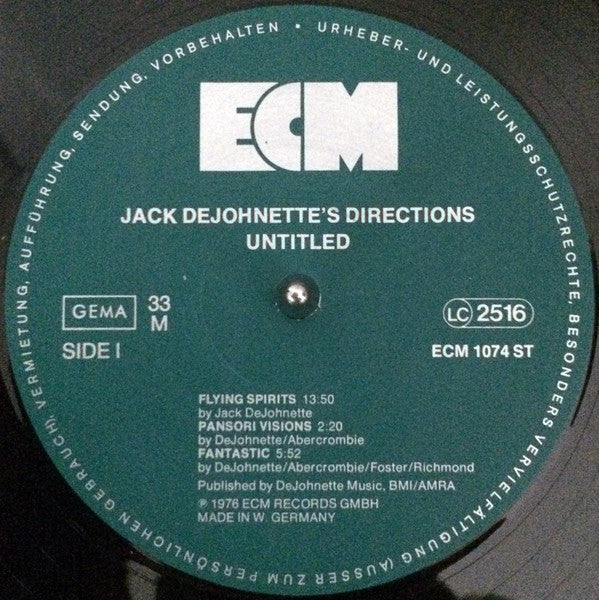 URHEBER- UND LEISTUNGSSCHUTZRECHTE, BESONDERS VERVIELFÄLTIGUNG (AUSSER ZUM PERSÖNLICHEN GEBRAUCH), VERMIETUNG, AUFFÜHRUNG, SENDUNG, VORBEHALTEN •
ECM
JACK DEJOHNETTE'S DIRECTIONS
UNTITLED
GEMA 33 M
LC 2516
SIDE I
ECM 1074 ST
FLYING SPIRITS 13:50
by Jack DeJohnette
PANSORI VISIONS 2:20
by DeJohnette/Abercrombie
FANTASTIC 5:52
by DeJohnette/Abercrombie/Foster/Richmond
Published by DeJohnette Music, BMI/AMRA
℗ 1976 ECM RECORDS GMBH
MADE IN W. GERMANY